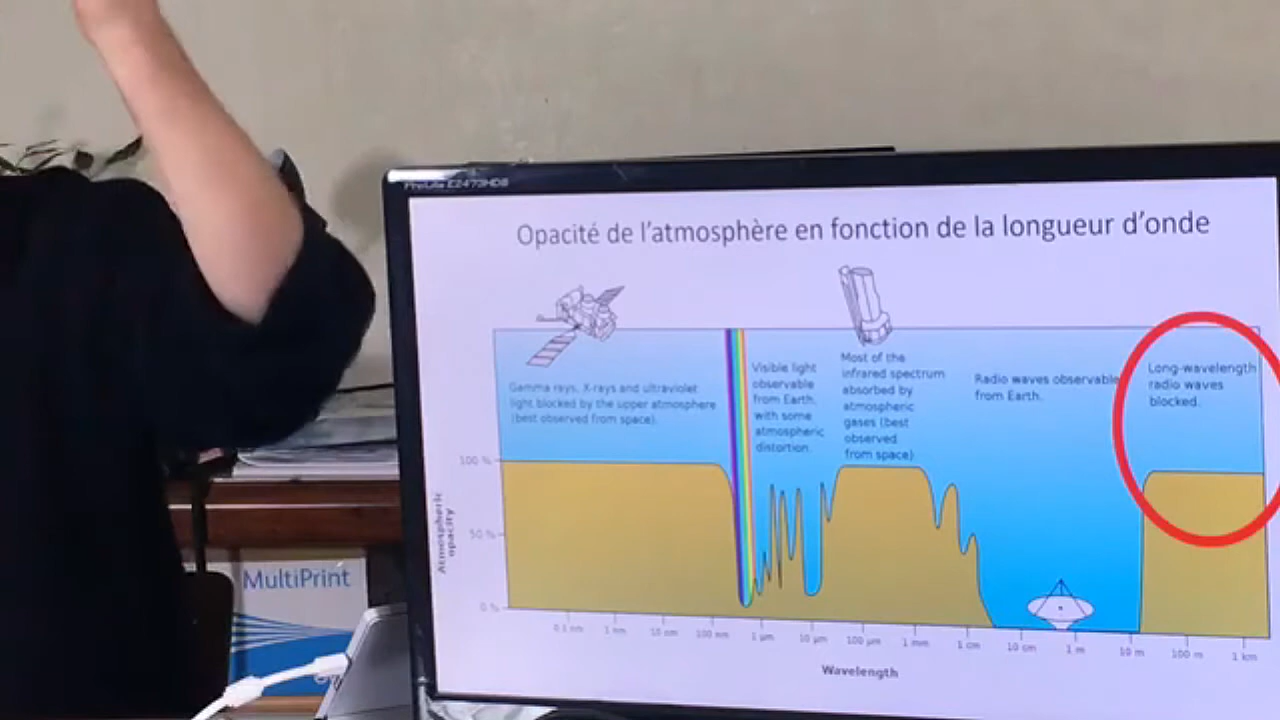 ProLite E2473HDS
Opacité de l'atmosphère en fonction de la longueur d'onde
Gamma rays, X-rays and ultraviolet
light blocked by the upper atmosphere
(best observed from space).
Visible light
observable
from Earth,
with some
atmospheric
distortion.
Most of the
infrared spectrum
absorbed by
atmospheric
gases (best
observed
from space)
Radio waves observable
from Earth.
Long-wavelength
radio waves
blocked.
Atmospheric
opacity
100 %
50 %
0 %
0.1 nm
1 nm
10 nm
100 nm
1 μm
10 μm
100 μm
1 mm
1 cm
10 cm
1 m
10 m
100 m
1 km
Wavelength
MultiPrint